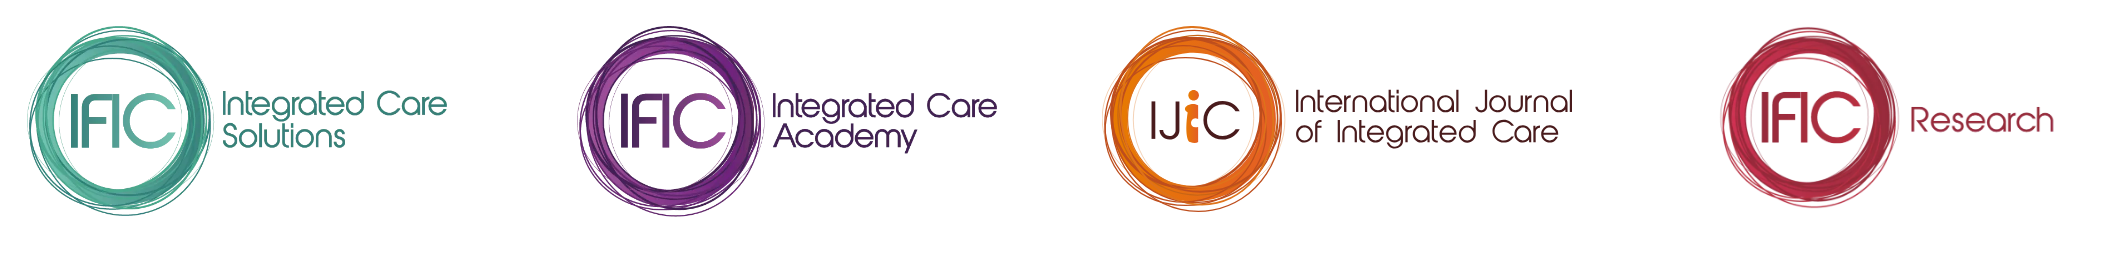 IFIC
Integrated Care
Solutions
IFIC
Integrated Care
Academy
IJiC
International Journal
of Integrated Care
IFIC
Research